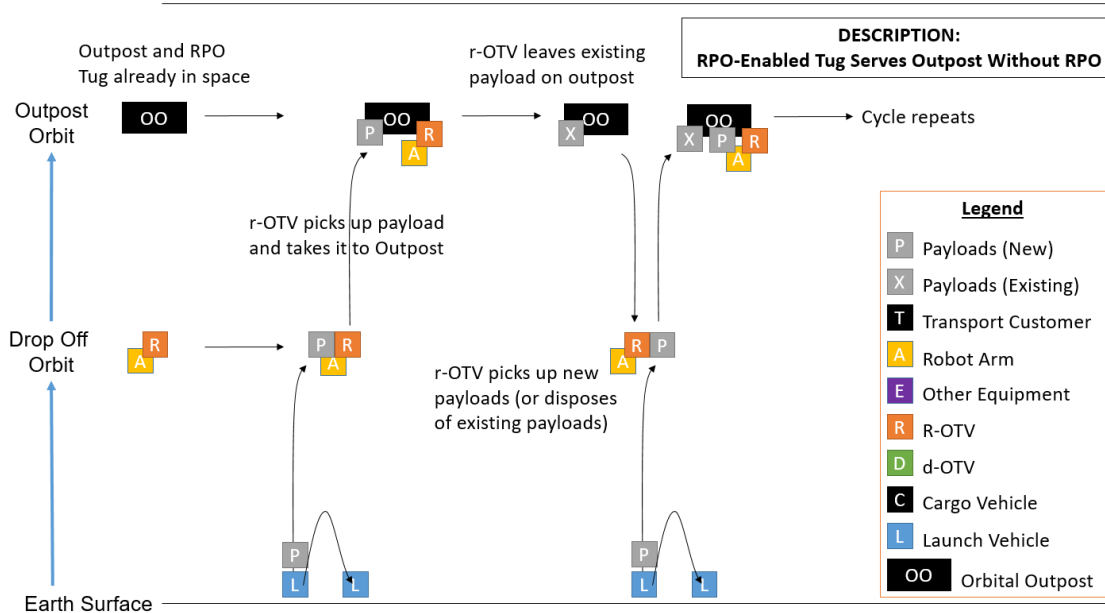 DESCRIPTION:
RPO-Enabled Tug Serves Outpost Without RPO
Outpost and RPO
Tug already in space
r-OTV leaves existing
payload on outpost
Outpost
Orbit
OO
OO
P
R
A
OO
X
OO
X
P
R
A
Cycle repeats
r-OTV picks up payload
and takes it to Outpost
Drop Off
Orbit
R
A
P
R
A
R
P
A
r-OTV picks up new
payloads (or disposes
of existing payloads)
P
L
L
P
L
L
Earth Surface
Legend
P Payloads (New)
X Payloads (Existing)
T Transport Customer
A Robot Arm
E Other Equipment
R R-OTV
D d-OTV
C Cargo Vehicle
L Launch Vehicle
OO Orbital Outpost